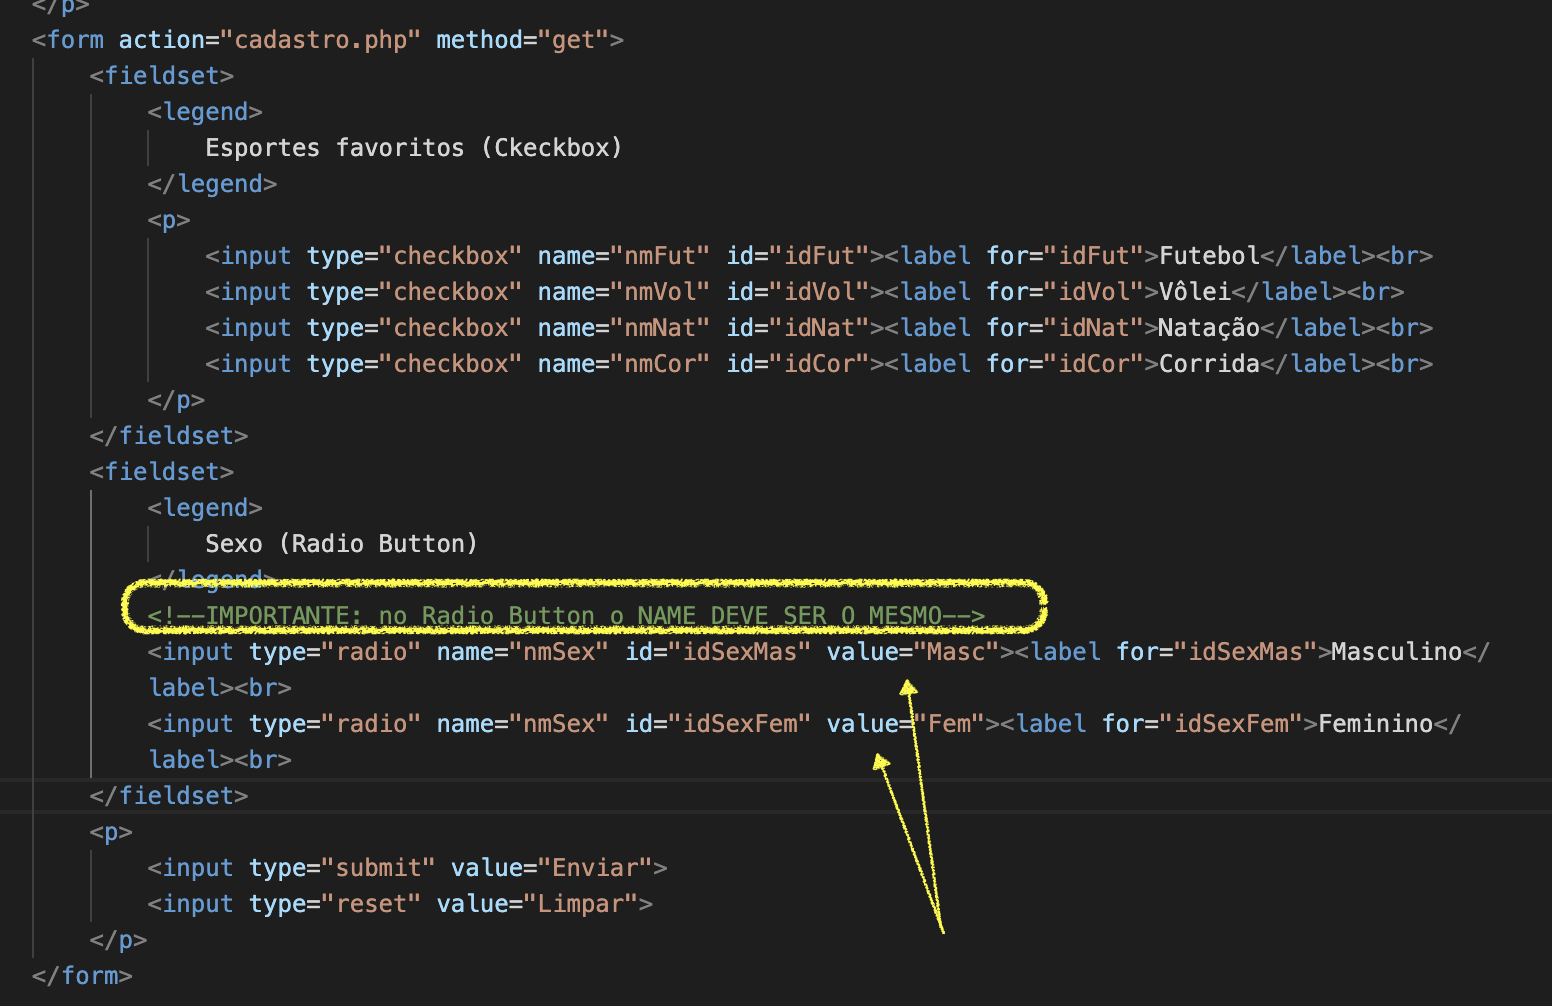 </p>
<form action="cadastro.php" method="get">
<fieldset>
<legend>
Esportes favoritos (Ckeckbox)
</legend>
<p>
<input type="checkbox" name="nmFut" id="idFut"><label for="idFut">Futebol</label><br>
<input type="checkbox" name="nmVol" id="idVol"><label for="idVol">Vôlei</label><br>
<input type="checkbox" name="nmNat" id="idNat"><label for="idNat">Natação</label><br>
<input type="checkbox" name="nmCor" id="idCor"><label for="idCor">Corrida</label><br>
</p>
</fieldset>
<fieldset>
<legend>
Sexo (Radio Button)
</legend>
<!--IMPORTANTE: no Radio Button o NAME DEVE SER O MESMO-->
<input type="radio" name="nmSex" id="idSexMas" value="Masc"><label for="idSexMas">Masculino</
label><br>
<input type="radio" name="nmSex" id="idSexFem" value="Fem"><label for="idSexFem">Feminino</
label><br>
</fieldset>
<p>
<input type="submit" value="Enviar">
<input type="reset" value="Limpar">
</p>
</form>